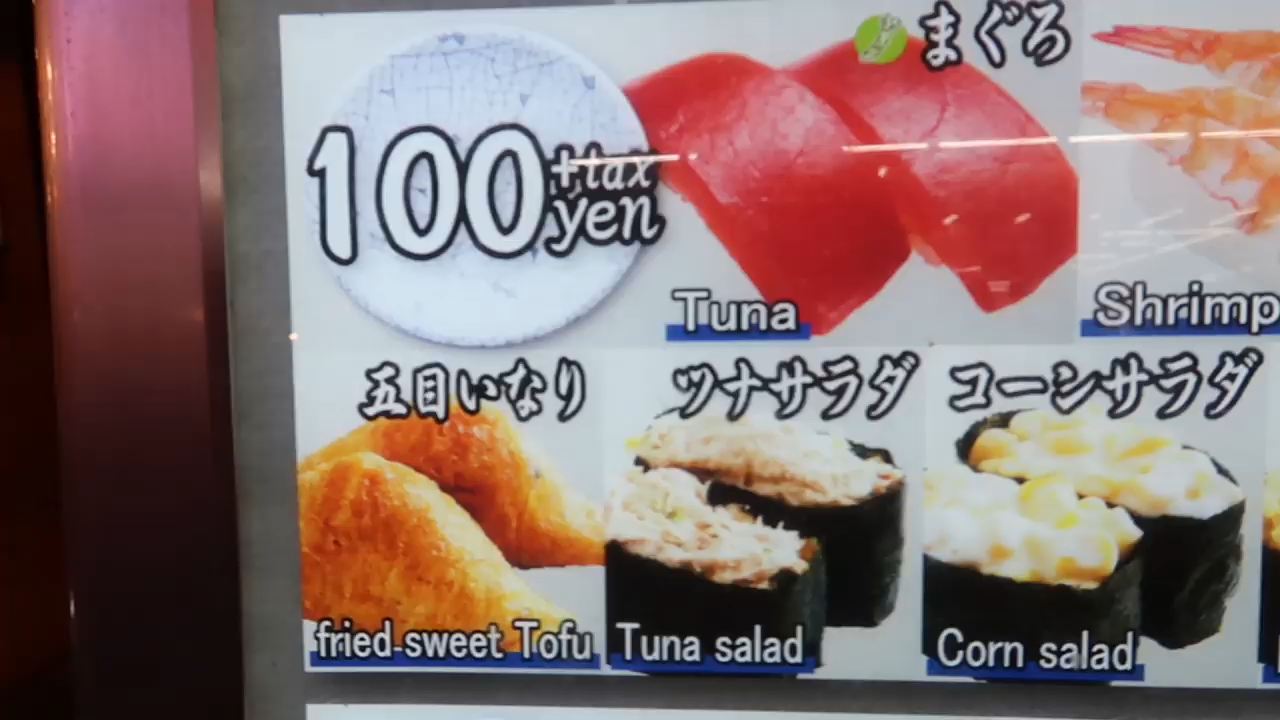 100
+tax
yen
まぐろ
Tuna
Shrimp
五目いなり
ツナサラダ
コーンサラダ
fried sweet Tofu
Tuna salad
Corn salad